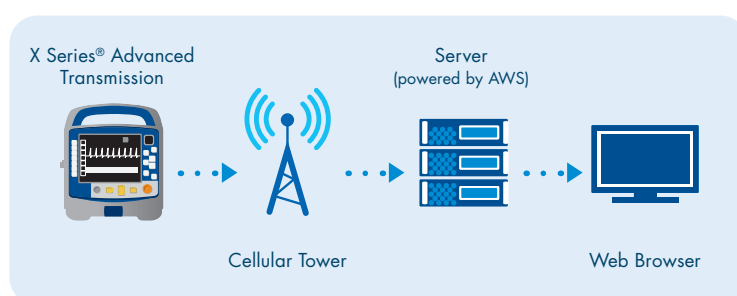 X Series® Advanced
Transmission
Server
(powered by AWS)
Cellular Tower
Web Browser